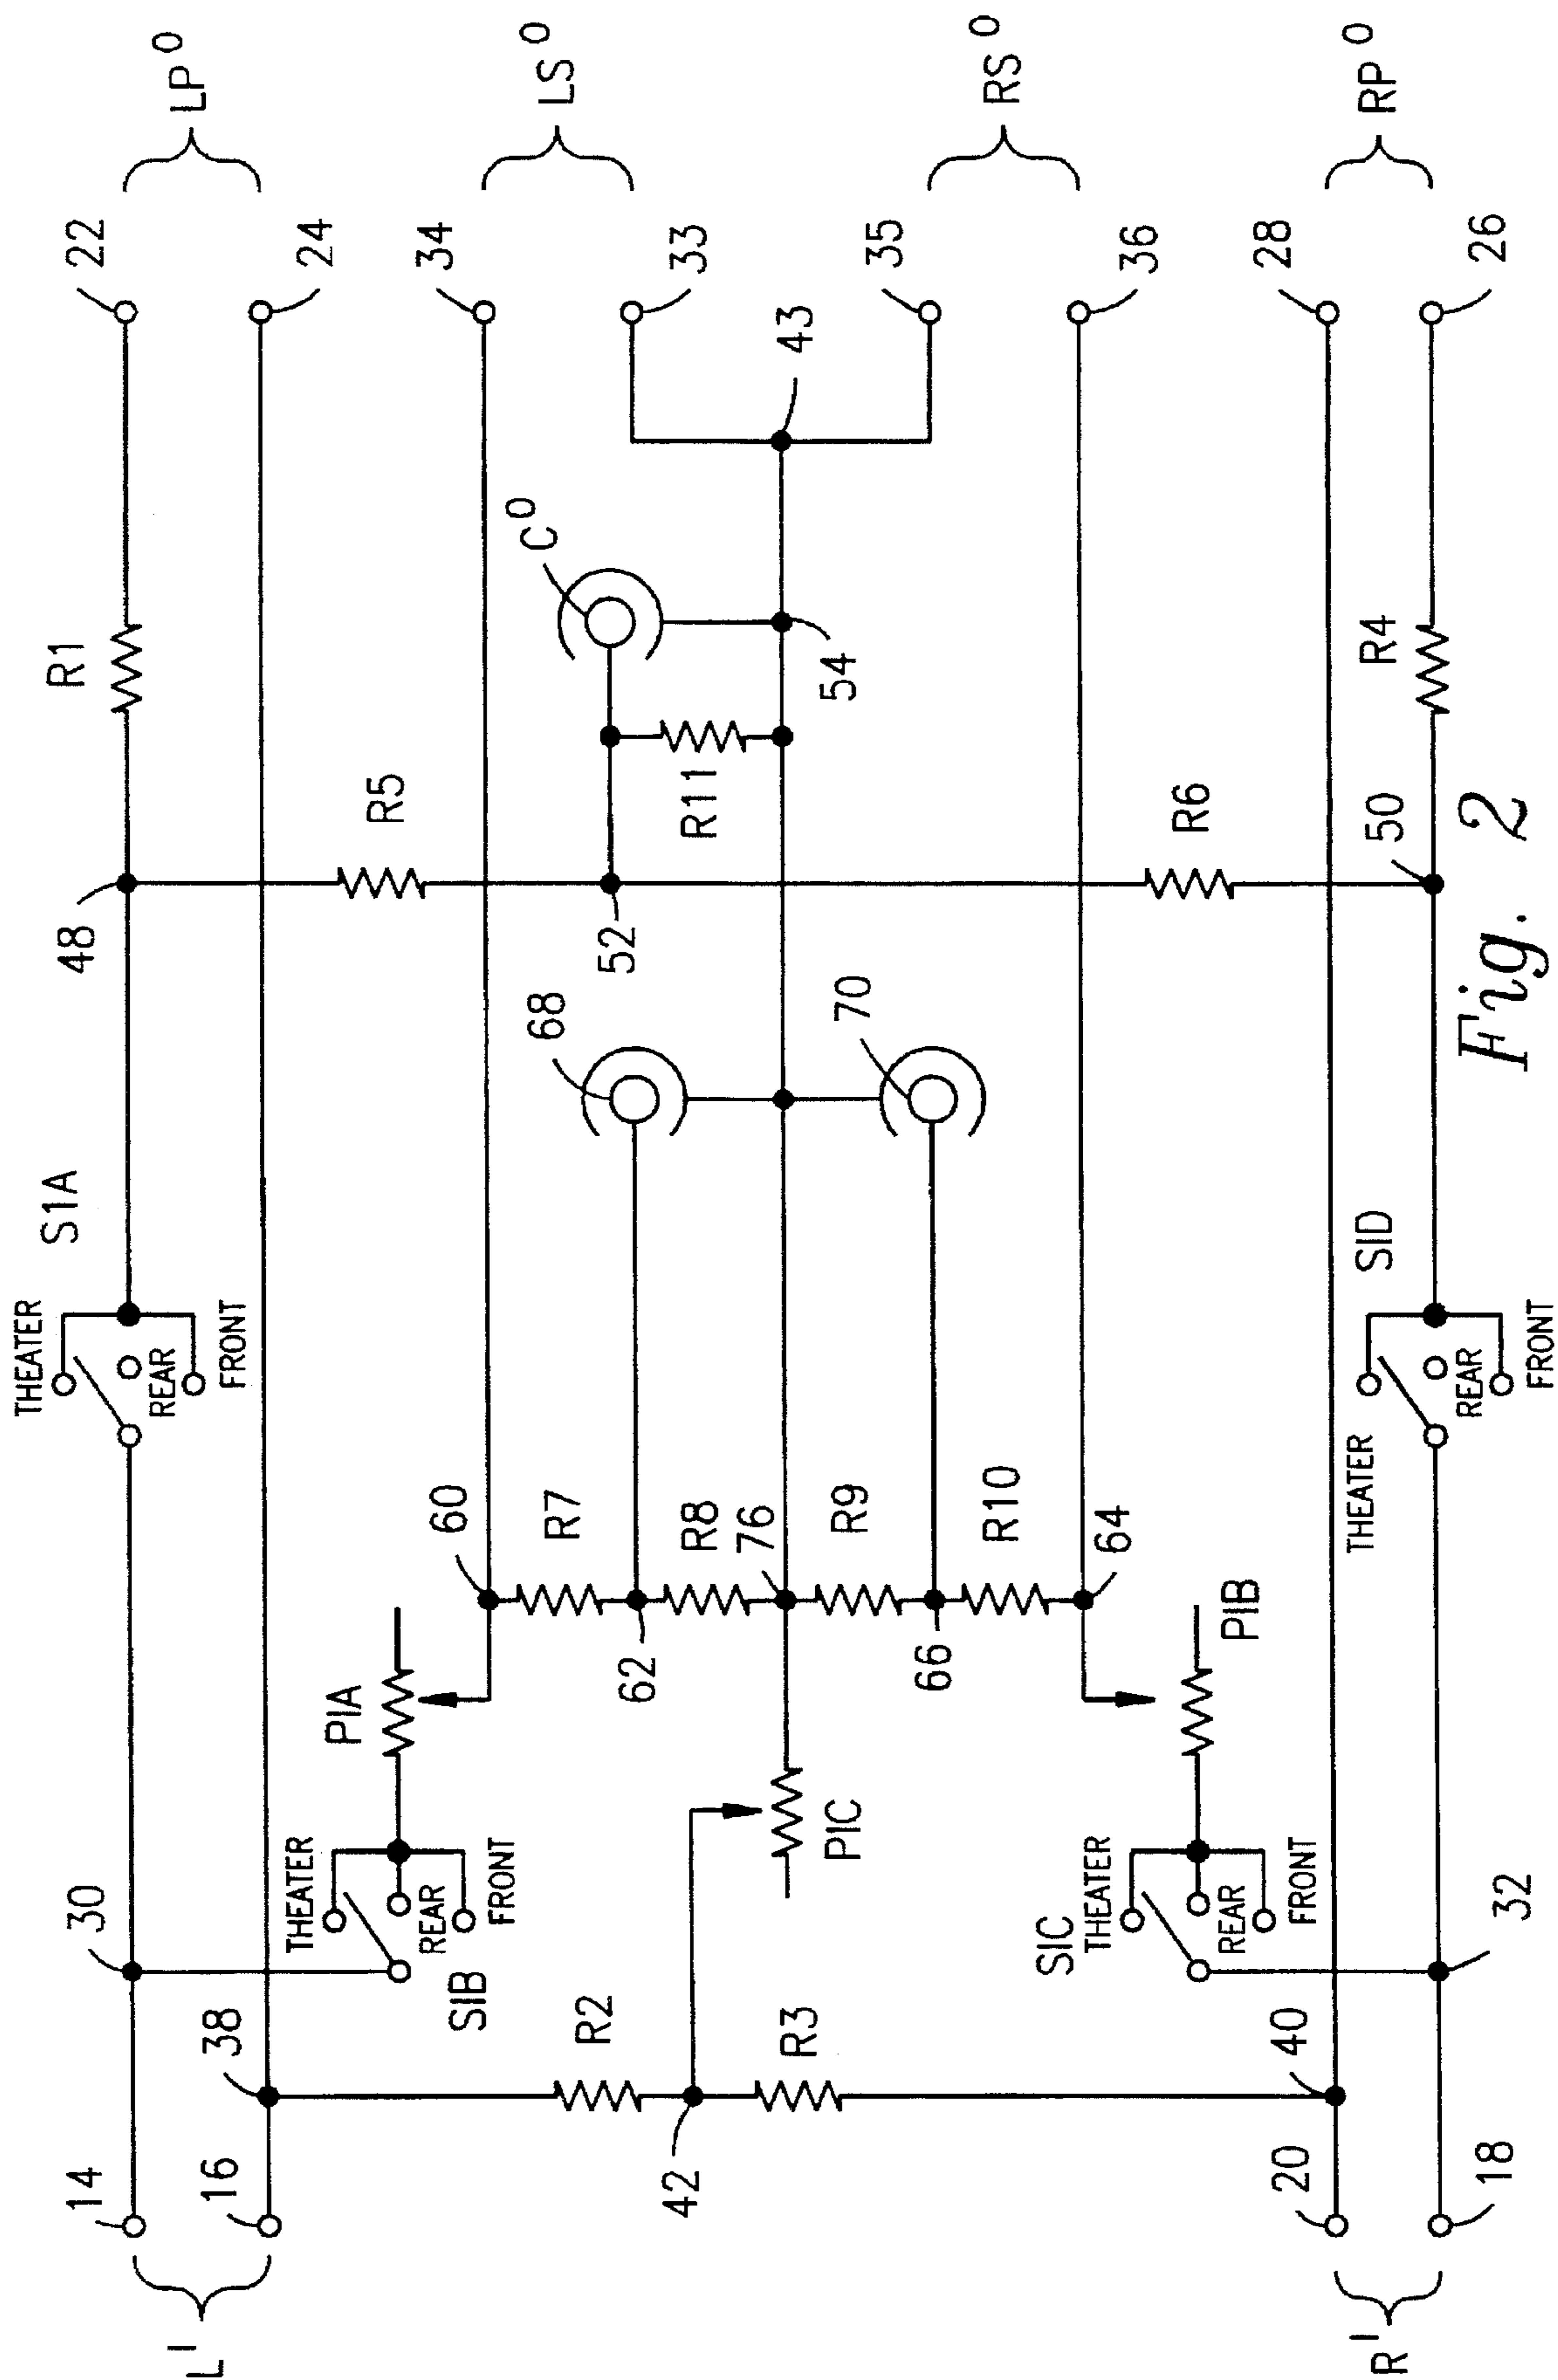 LP⁰
LS⁰
RS⁰
RP⁰
22
24
34
33
35
36
28
26
43
C⁰
R1
54
R4
R5
R11
R6
48
52
50
68
70
S1A
SID
THEATER
REAR
FRONT
THEATER
REAR
FRONT
60
R7
R8
76
R9
R10
64
62
66
PIA
PIB
PIC
THEATER
REAR
FRONT
SIB
SIC
THEATER
REAR
FRONT
30
32
38
R2
R3
40
42
14
16
20
18
L'
R'
Fig. 2